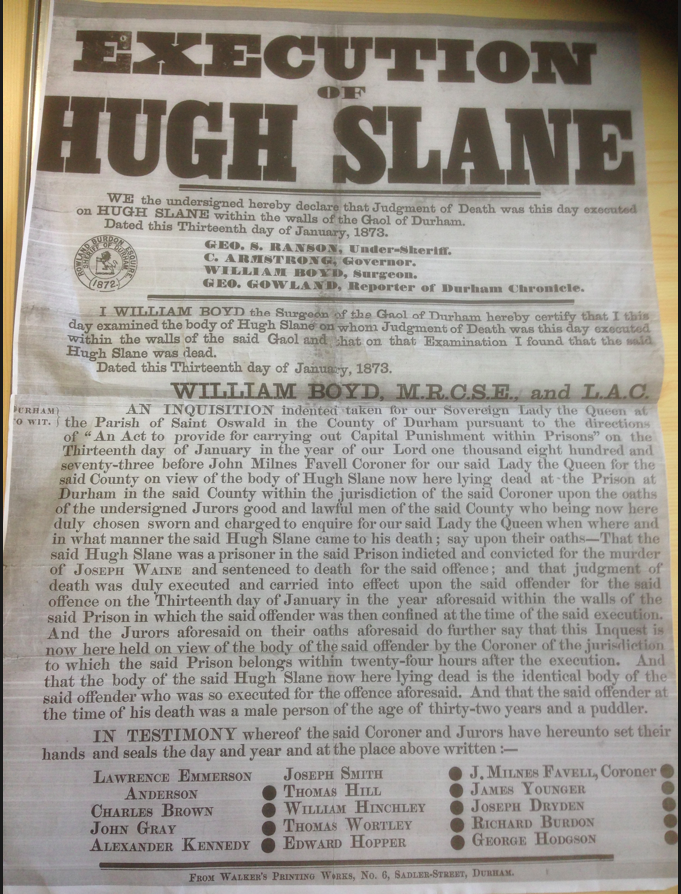 EXECUTION
OF
HUGH SLANE
WE the undersigned hereby declare that Judgment of Death was this day executed
on HUGH SLANE within the walls of the Gaol of Durham.
Dated this Thirteenth day of January, 1873.
GEO. S. RANSON, Under-Sheriff.
C. ARMSTRONG, Governor.
WILLIAM BOYD, Surgeon.
GEO. GOWLAND, Reporter of Durham Chronicle.
ROWLAND BURDON ESQUIRE
SHERIFF OF DURHAM
1872
I WILLIAM BOYD the Surgeon of the Gaol of Durham hereby certify that I this
day examined the body of Hugh Slane on whom Judgment of Death was this day executed
within the walls of the said Gaol and that on that Examination I found that the said
Hugh Slane was dead.
Dated this Thirteenth day of January, 1873.
WILLIAM BOYD, M.R.C.S.E., and L.A.C.
DURHAM
TO WIT.
AN INQUISITION indented taken for our Sovereign Lady the Queen at
the Parish of Saint Oswald in the County of Durham pursuant to the directions
of “An Act to provide for carrying out Capital Punishment within Prisons” on the
Thirteenth day of January in the year of our Lord one thousand eight hundred and
seventy-three before John Milnes Favell Coroner for our said Lady the Queen for the
said County on view of the body of Hugh Slane now here lying dead at the Prison at
Durham in the said County within the jurisdiction of the said Coroner upon the oaths
of the undersigned Jurors good and lawful men of the said County who being now here
duly chosen sworn and charged to enquire for our said Lady the Queen when where and
in what manner the said Hugh Slane came to his death; say upon their oaths—That the
said Hugh Slane was a prisoner in the said Prison indicted and convicted for the murder
of JOSEPH WAINE and sentenced to death for the said offence; and that judgment of
death was duly executed and carried into effect upon the said offender for the said
offence on the Thirteenth day of January in the year aforesaid within the walls of the
said Prison in which the said offender was then confined at the time of the said execution.
And the Jurors aforesaid on their oaths aforesaid do further say that this Inquest is
now here held on view of the body of the said offender by the Coroner of the jurisdiction
to which the said Prison belongs within twenty-four hours after the execution. And
that the body of the said Hugh Slane now here lying dead is the identical body of the
said offender who was so executed for the offence aforesaid. And that the said offender at
the time of his death was a male person of the age of thirty-two years and a puddler.
IN TESTIMONY whereof the said Coroner and Jurors have hereunto set their
hands and seals the day and year and at the place above written:—
LAWRENCE EMMERSON
ANDERSON
CHARLES BROWN
JOHN GRAY
ALEXANDER KENNEDY
JOSEPH SMITH
THOMAS HILL
WILLIAM HINCHLEY
THOMAS WORTLEY
EDWARD HOPPER
J. MILNES FAVELL, Coroner
JAMES YOUNGER
JOSEPH DRYDEN
RICHARD BURDON
GEORGE HODGSON
FROM WALKER'S PRINTING WORKS, NO. 6, SADLER-STREET, DURHAM.